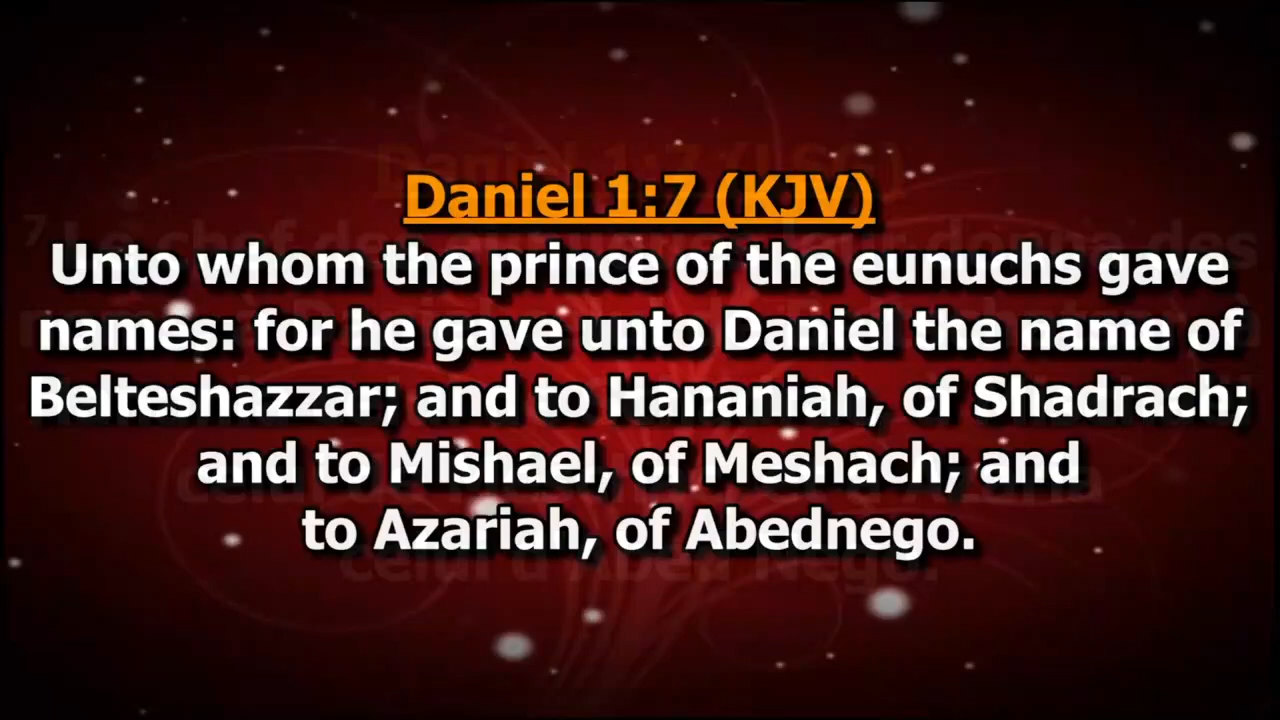 Daniel 1:7 (KJV)
Unto whom the prince of the eunuchs gave
names: for he gave unto Daniel the name of
Belteshazzar; and to Hananiah, of Shadrach;
and to Mishael, of Meshach; and
to Azariah, of Abednego.